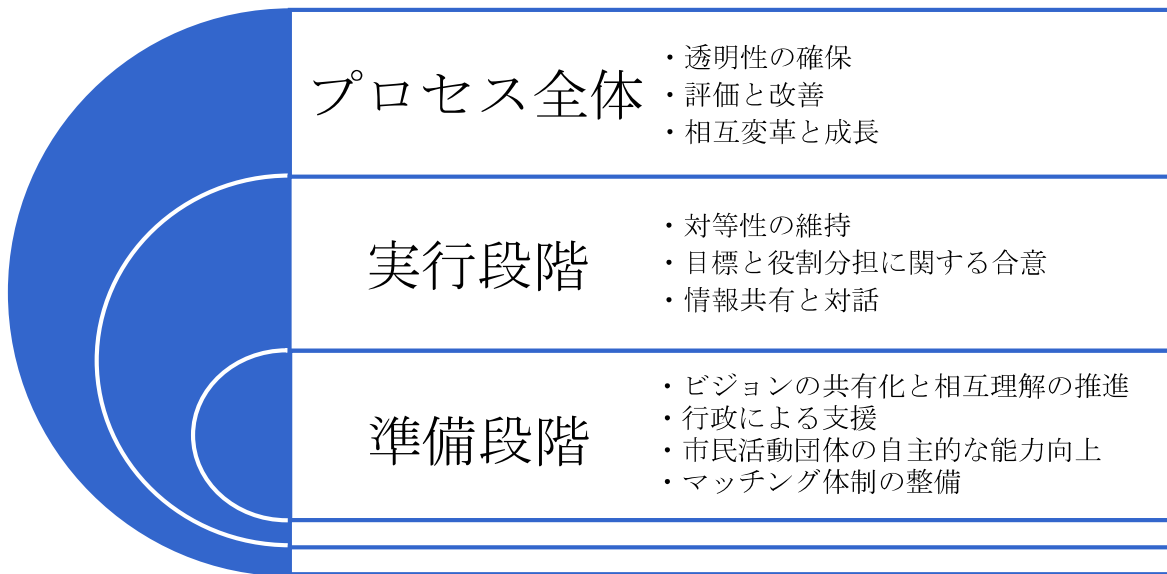 プロセス全体
・透明性の確保
・評価と改善
・相互変革と成長
実行段階
・対等性の維持
・目標と役割分担に関する合意
・情報共有と対話
準備段階
・ビジョンの共有化と相互理解の推進
・行政による支援
・市民活動団体の自主的な能力向上
・マッチング体制の整備